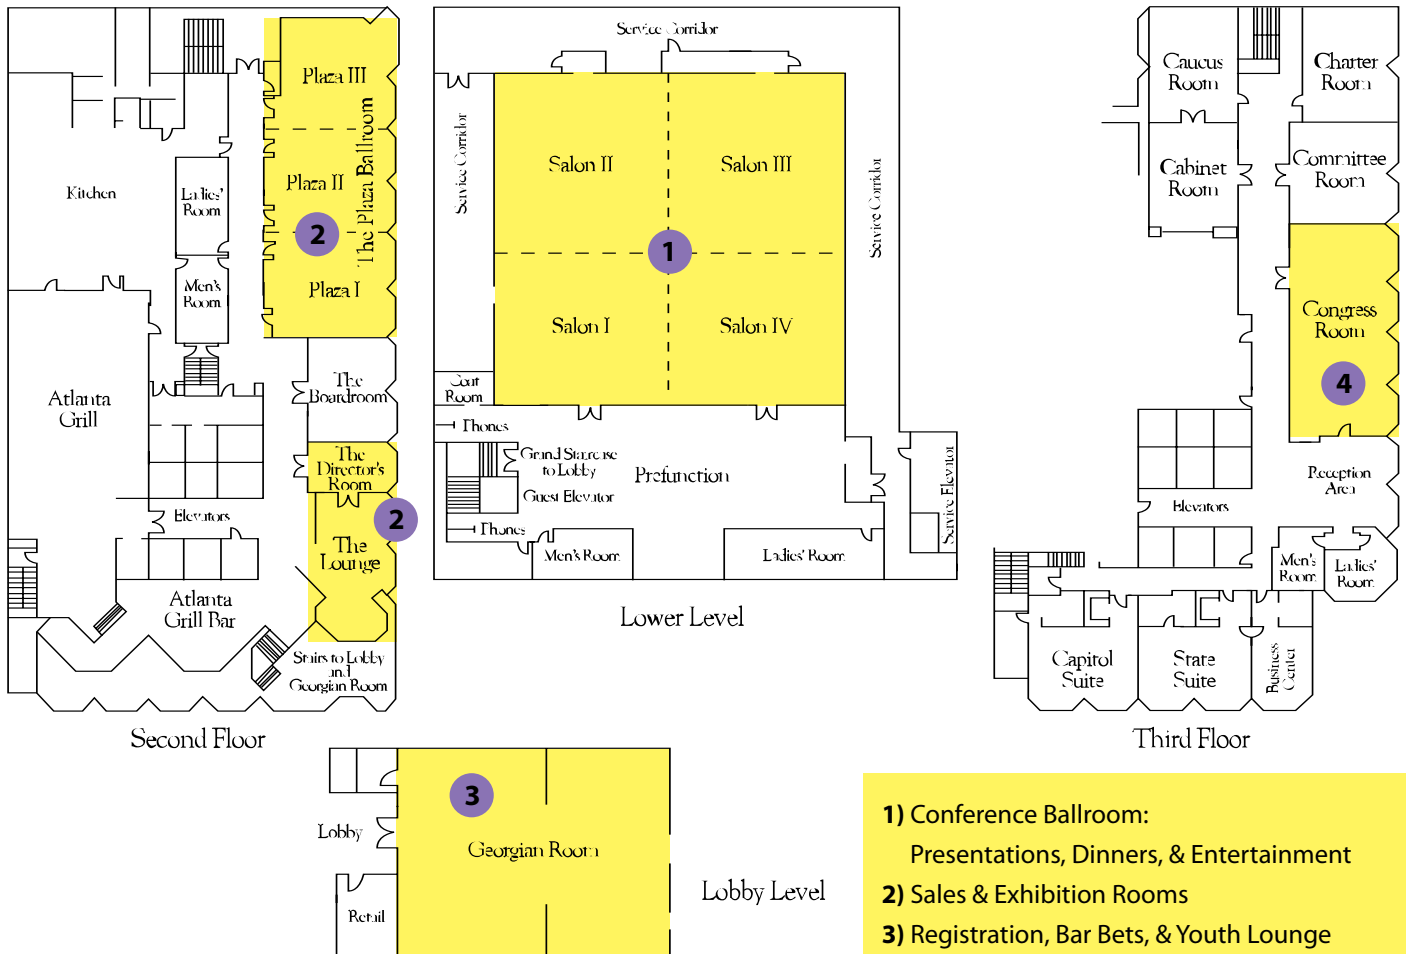 Plaza III
The Plaza Ballroom
Plaza II
2
Plaza I
Kitchen
Ladies'
Room
Men's
Room
The
Boardroom
Atlanta
Grill
The
Director's
Room
2
The
Lounge
Elevators
Atlanta
Grill Bar
Stairs to Lobby
and
Georgian Room
Second Floor
Service Corridor
Service Corridor
Service Corridor
Salon II
Salon III
1
Salon I
Salon IV
Coat
Room
Phones
Grand Staircase
to Lobby
Guest Elevator
Phones
Prefunction
Service Elevator
Men's Room
Ladies' Room
Lower Level
Caucus
Room
Charter
Room
Cabinet
Room
Committee
Room
Congress
Room
4
Reception
Area
Elevators
Men's
Room
Ladies'
Room
Capitol
Suite
State
Suite
Business
Center
Third Floor
3
Lobby
Georgian Room
Retail
Lobby Level
1) Conference Ballroom:
Presentations, Dinners, & Entertainment
2) Sales & Exhibition Rooms
3) Registration, Bar Bets, & Youth Lounge